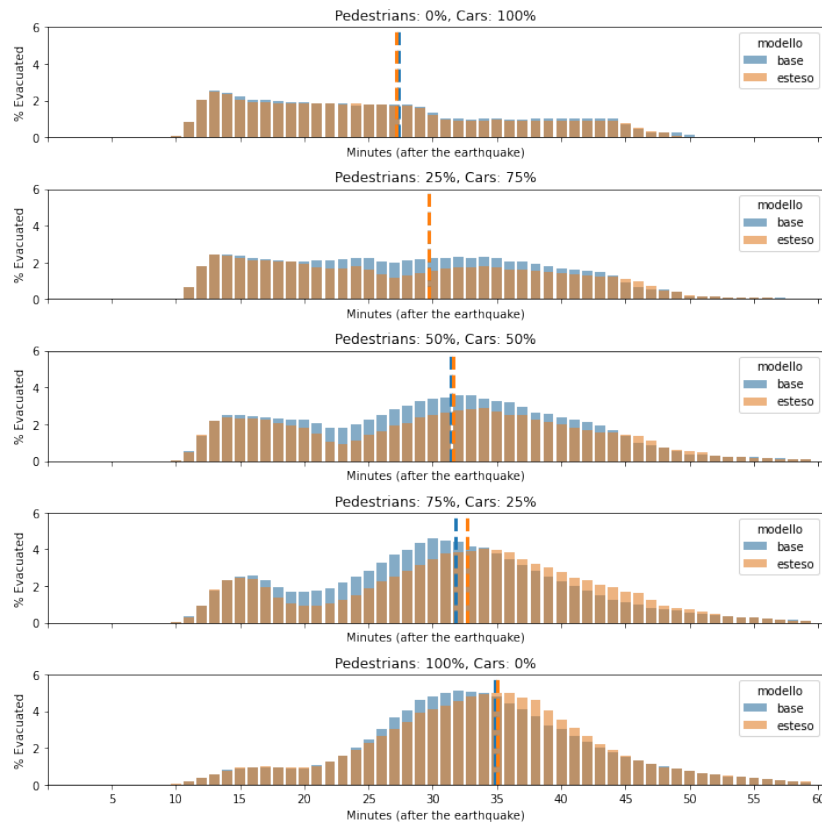 Pedestrians: 0%, Cars: 100%
6
4
2
0
% Evacuated
modello
base
esteso
Minutes (after the earthquake)
Pedestrians: 25%, Cars: 75%
6
4
2
0
% Evacuated
modello
base
esteso
Minutes (after the earthquake)
Pedestrians: 50%, Cars: 50%
6
4
2
0
% Evacuated
modello
base
esteso
Minutes (after the earthquake)
Pedestrians: 75%, Cars: 25%
6
4
2
0
% Evacuated
modello
base
esteso
Minutes (after the earthquake)
Pedestrians: 100%, Cars: 0%
6
4
2
0
% Evacuated
modello
base
esteso
5 10 15 20 25 30 35 40 45 50 55 60
Minutes (after the earthquake)